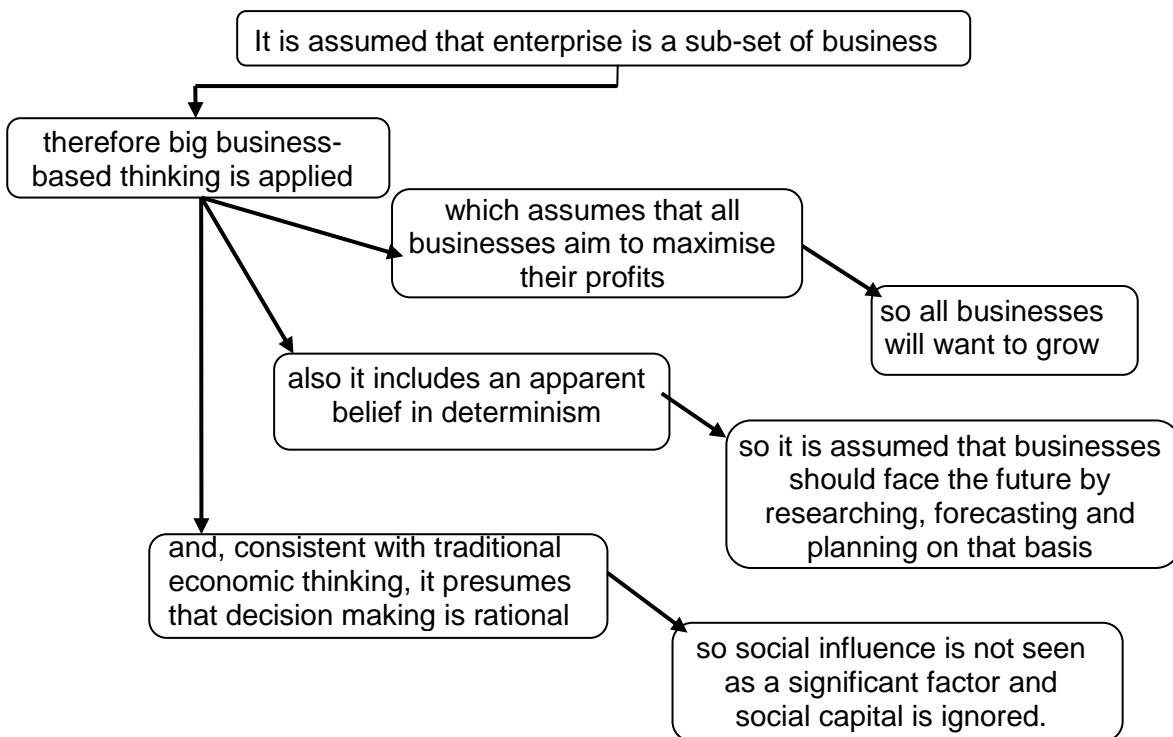 It is assumed that enterprise is a sub-set of business
therefore big business-
based thinking is applied
which assumes that all
businesses aim to maximise
their profits
so all businesses
will want to grow
also it includes an apparent
belief in determinism
so it is assumed that businesses
should face the future by
researching, forecasting and
planning on that basis
and, consistent with traditional
economic thinking, it presumes
that decision making is rational
so social influence is not seen
as a significant factor and
social capital is ignored.